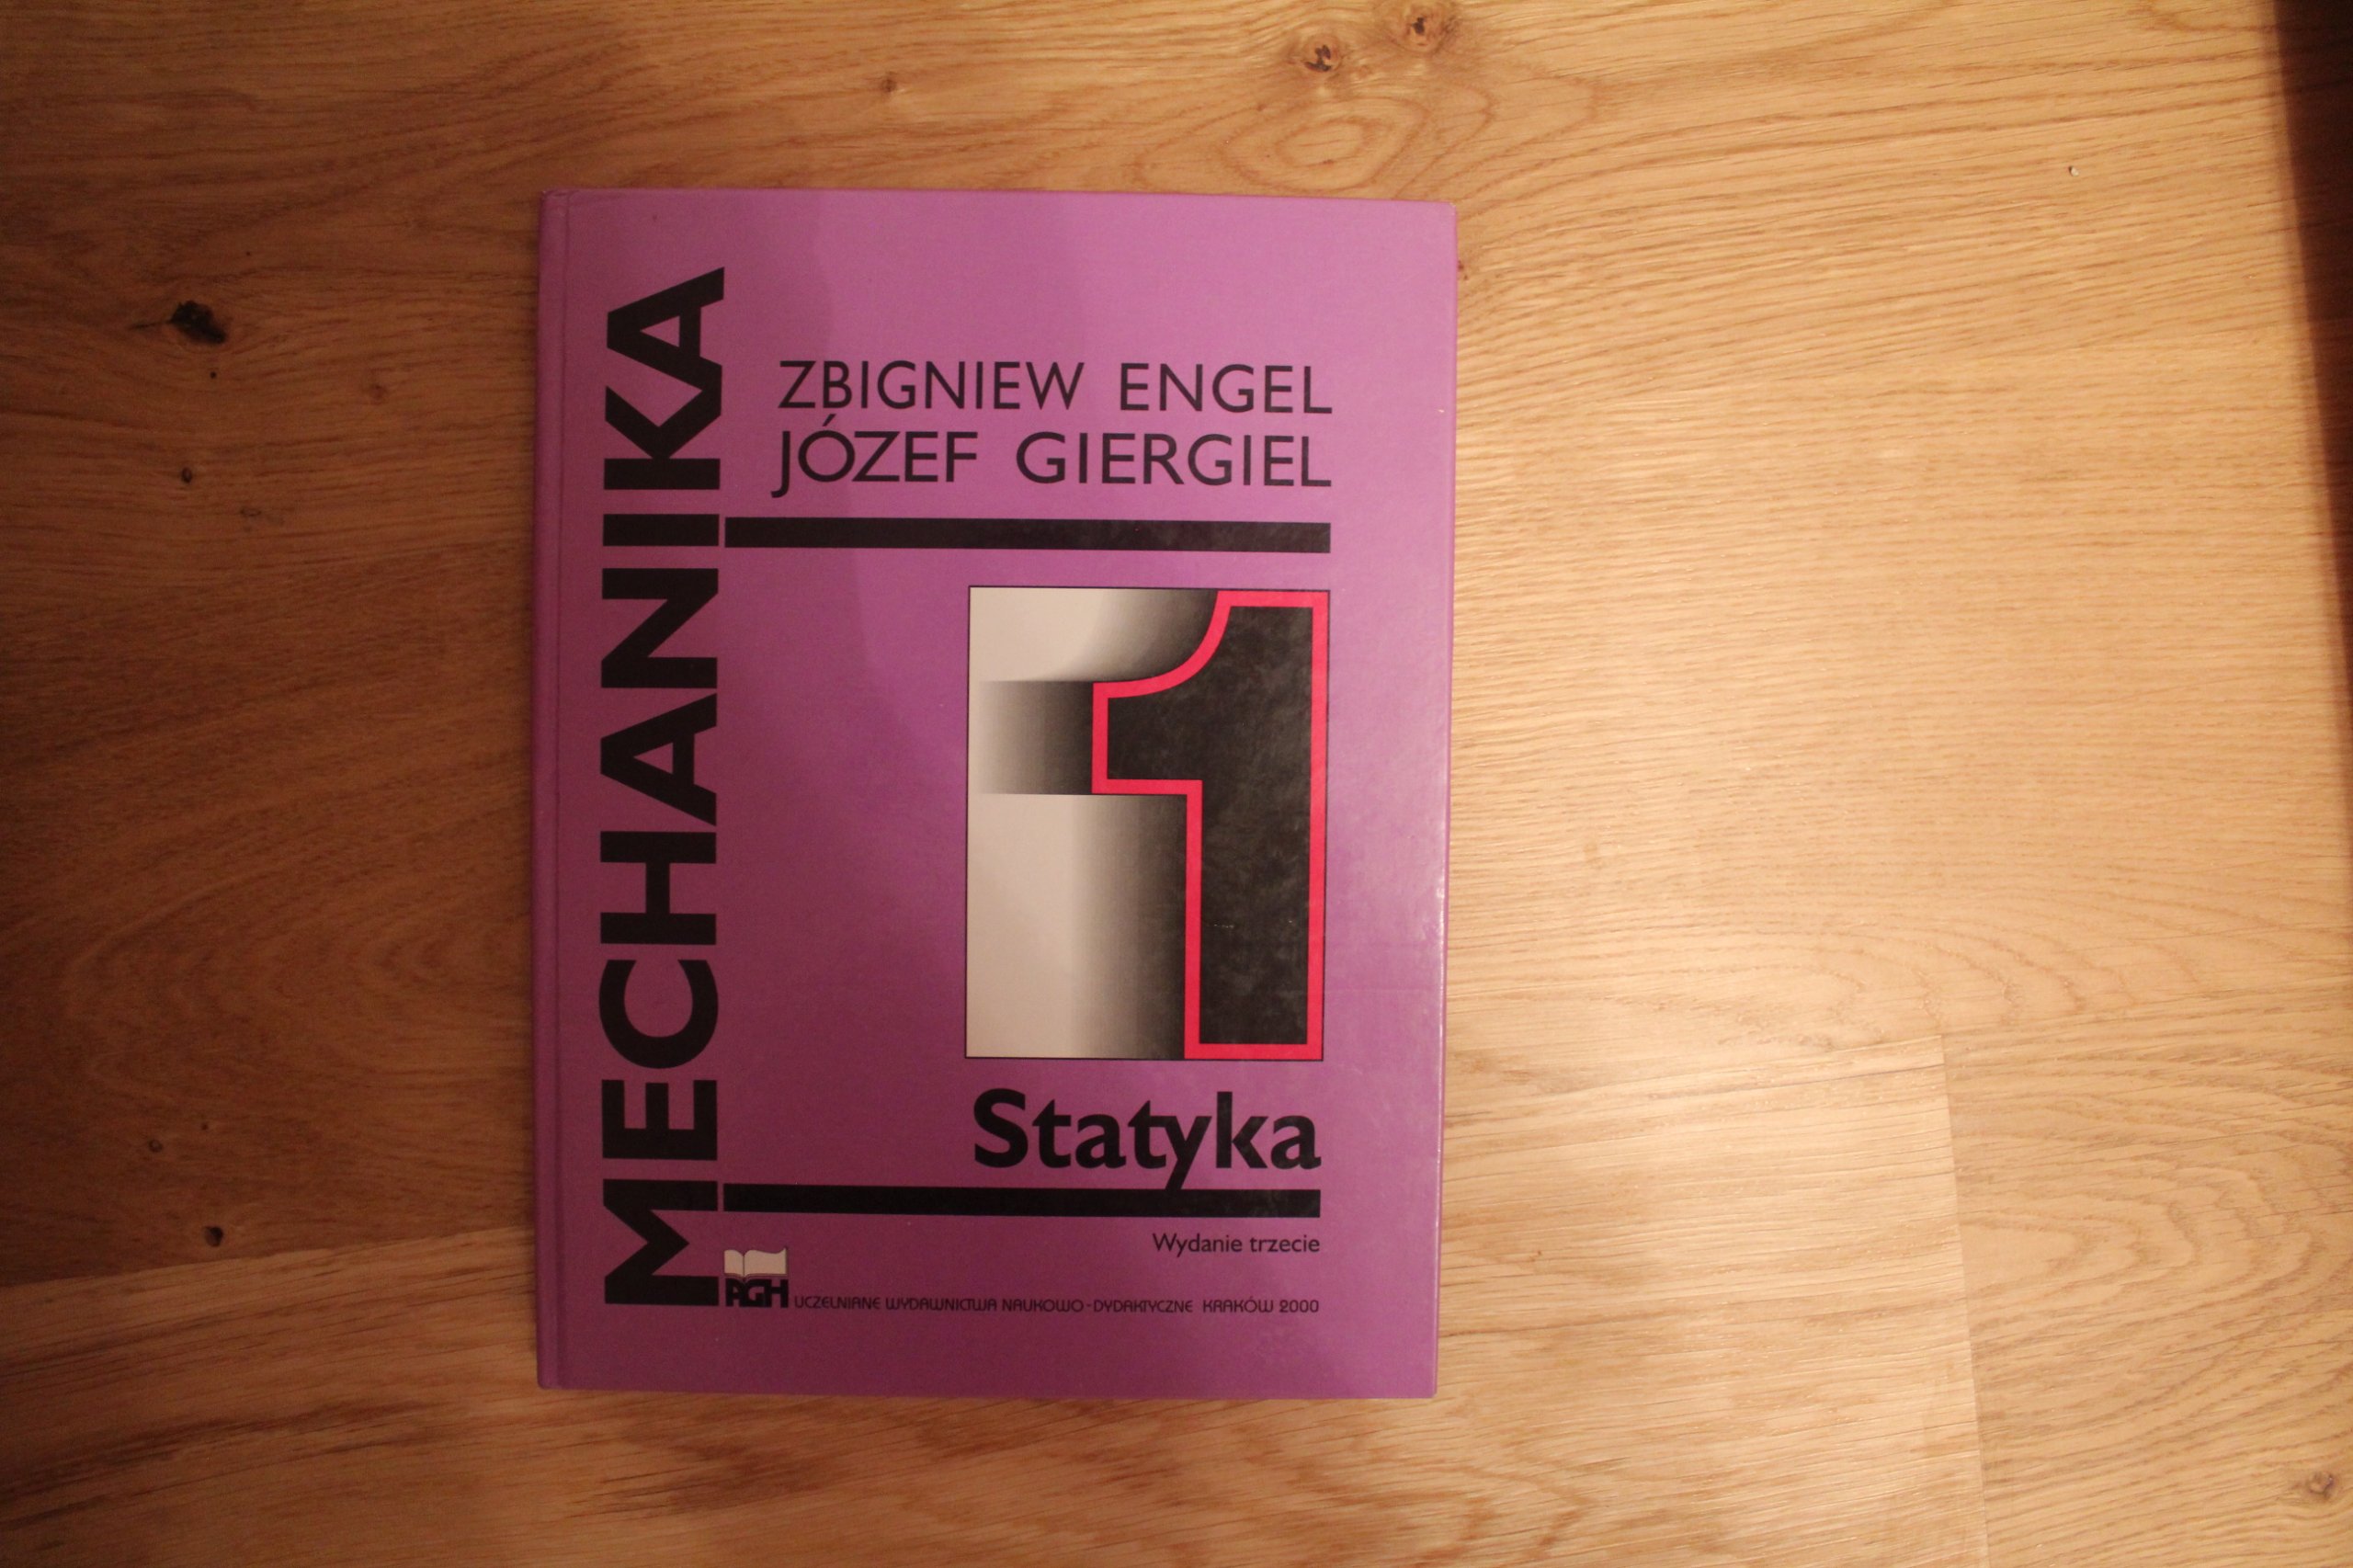 MECHANIKA
ZBIGNIEW ENGEL
JÓZEF GIERGIEL
1
Statyka
Wydanie trzecie
AGH UCZELNIANE WYDAWNICTWA NAUKOWO-DYDAKTYCZNE KRAKÓW 2000